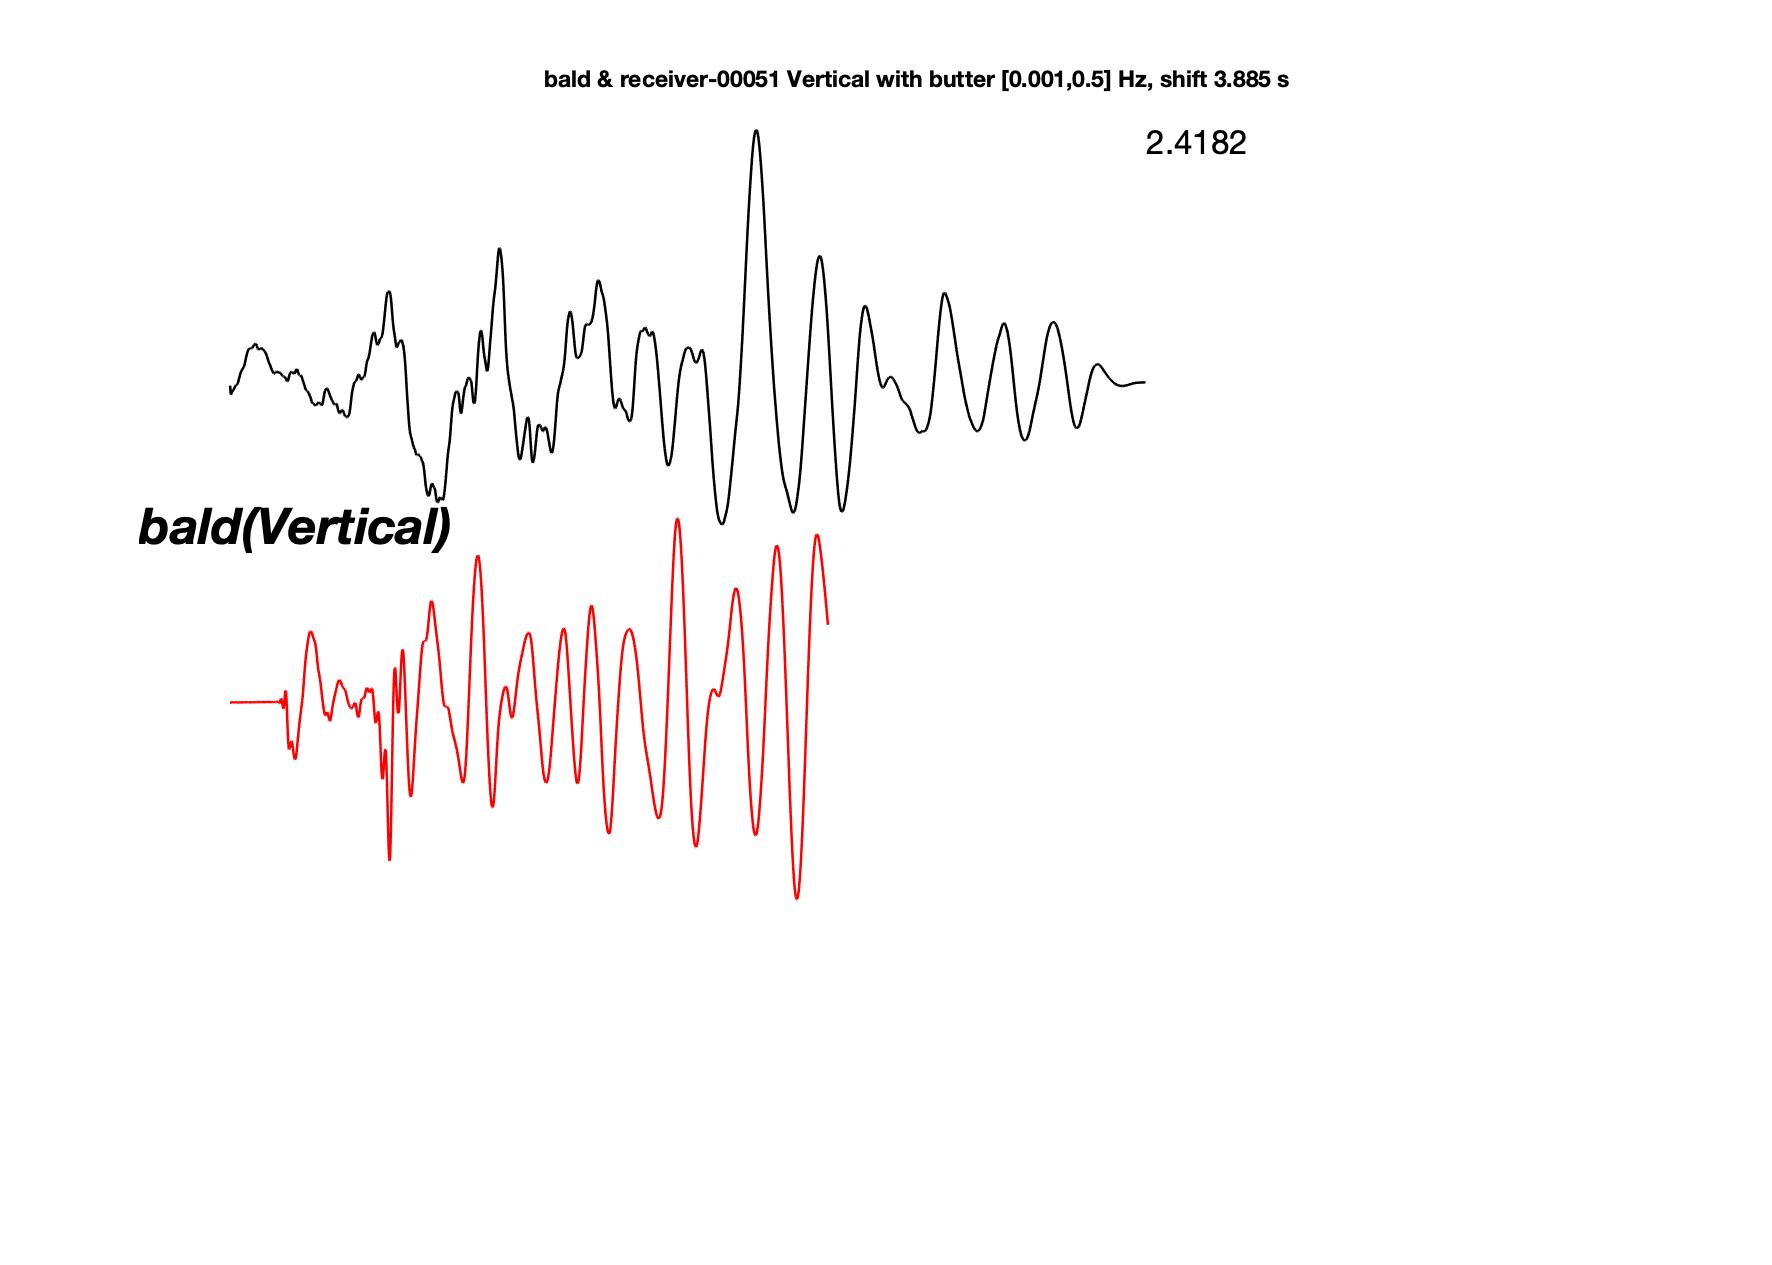 bald & receiver-00051 Vertical with butter [0.001,0.5] Hz, shift 3.885 s
2.4182
bald(Vertical)